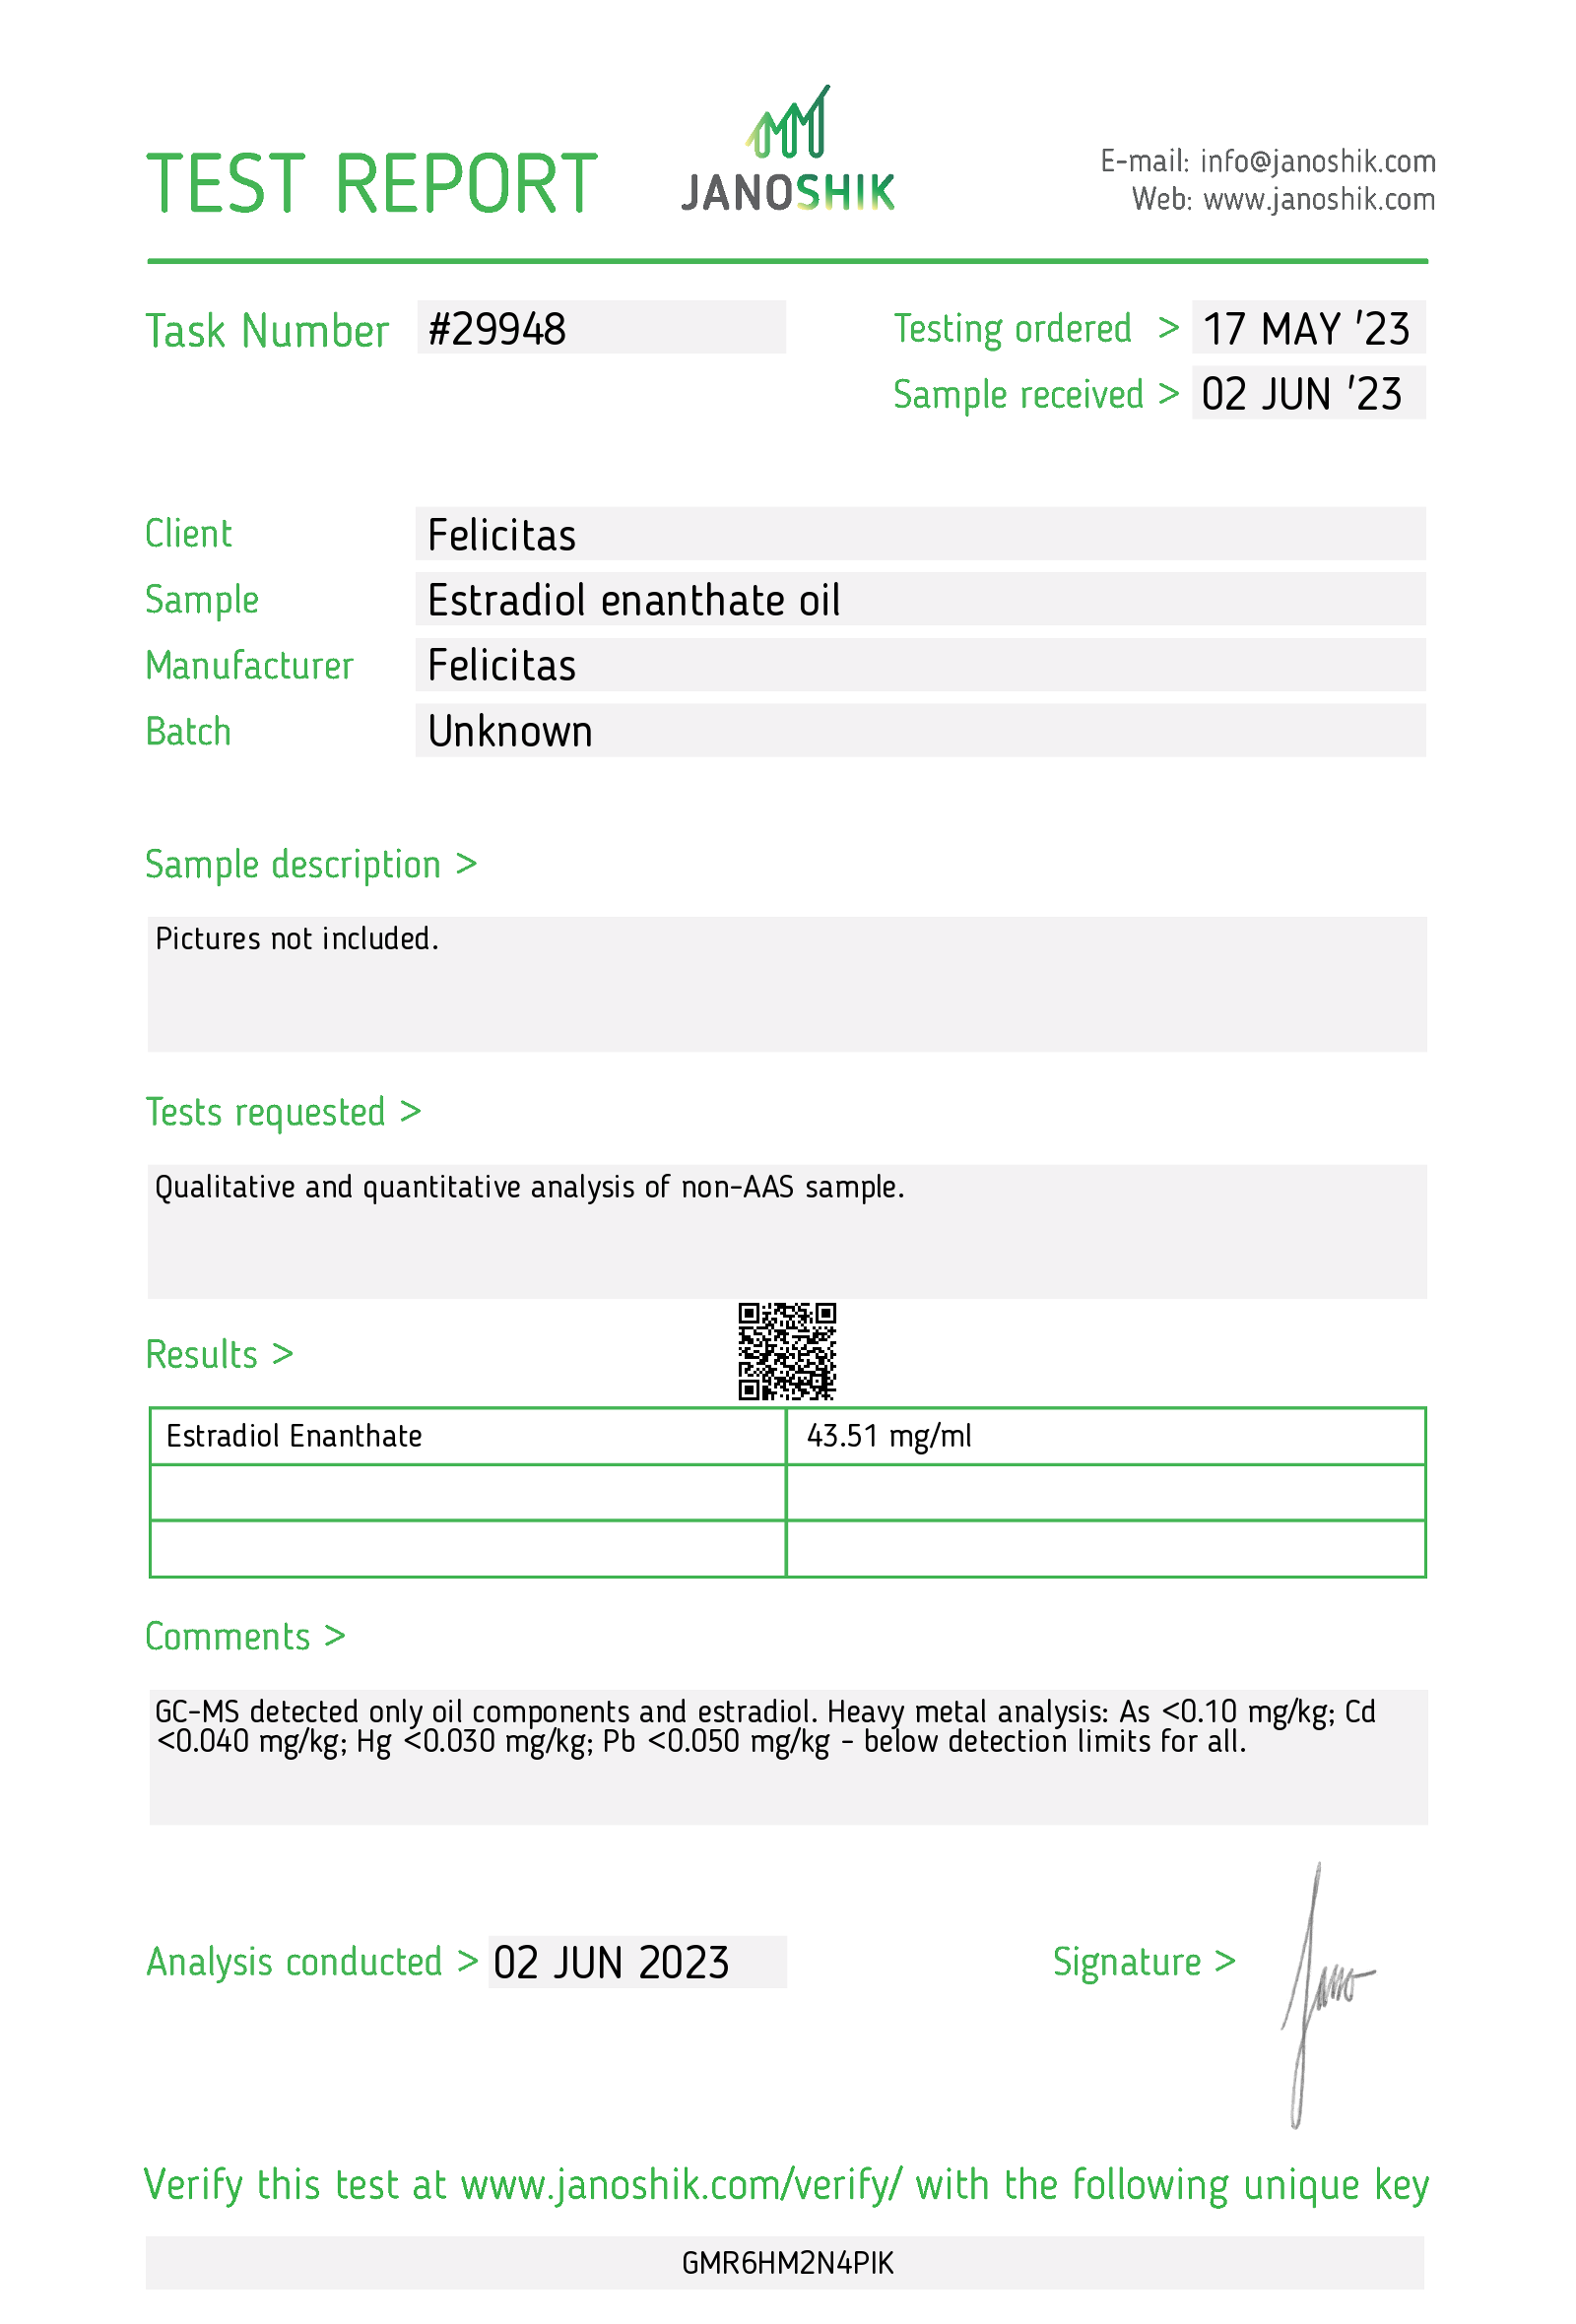 TEST REPORT
JANOSHIK
E-mail: info@janoshik.com
Web: www.janoshik.com
Task Number #29948
Testing ordered > 17 MAY '23
Sample received > 02 JUN '23
Client Felicitas
Sample Estradiol enanthate oil
Manufacturer Felicitas
Batch Unknown
Sample description >
Pictures not included.
Tests requested >
Qualitative and quantitative analysis of non-AAS sample.
Results >
Estradiol Enanthate 43.51 mg/ml
Comments >
GC-MS detected only oil components and estradiol. Heavy metal analysis: As <0.10 mg/kg; Cd
<0.040 mg/kg; Hg <0.030 mg/kg; Pb <0.050 mg/kg - below detection limits for all.
Analysis conducted > 02 JUN 2023
Signature > Jano
Verify this test at www.janoshik.com/verify/ with the following unique key
GMR6HM2N4PIK